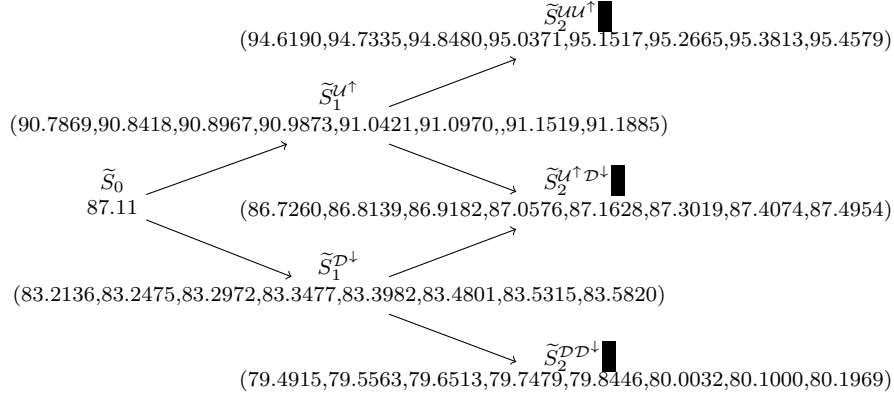 S̃₂^{𝒰𝒰↑}
(94.6190,94.7335,94.8480,95.0371,95.1517,95.2665,95.3813,95.4579)
S̃₁^{𝒰↑}
(90.7869,90.8418,90.8967,90.9873,91.0421,91.0970,,91.1519,91.1885)
S̃₀
87.11
S̃₂^{𝒰↑𝒟↓}
(86.7260,86.8139,86.9182,87.0576,87.1628,87.3019,87.4074,87.4954)
S̃₁^{𝒟↓}
(83.2136,83.2475,83.2972,83.3477,83.3982,83.4801,83.5315,83.5820)
S̃₂^{𝒟𝒟↓}
(79.4915,79.5563,79.6513,79.7479,79.8446,80.0032,80.1000,80.1969)